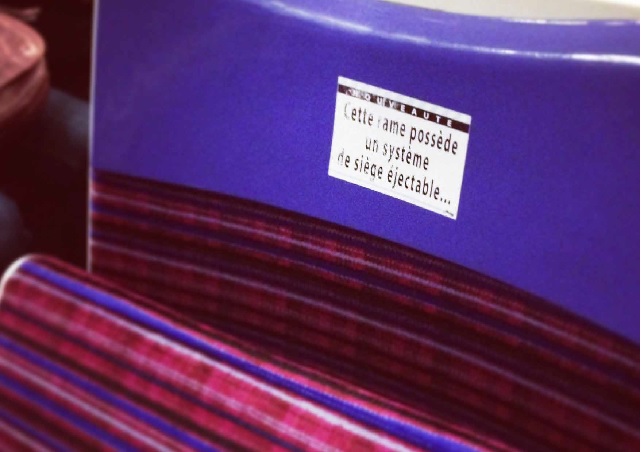 NOUVEAUTE
Cette rame possède
un système
de siège éjectable...